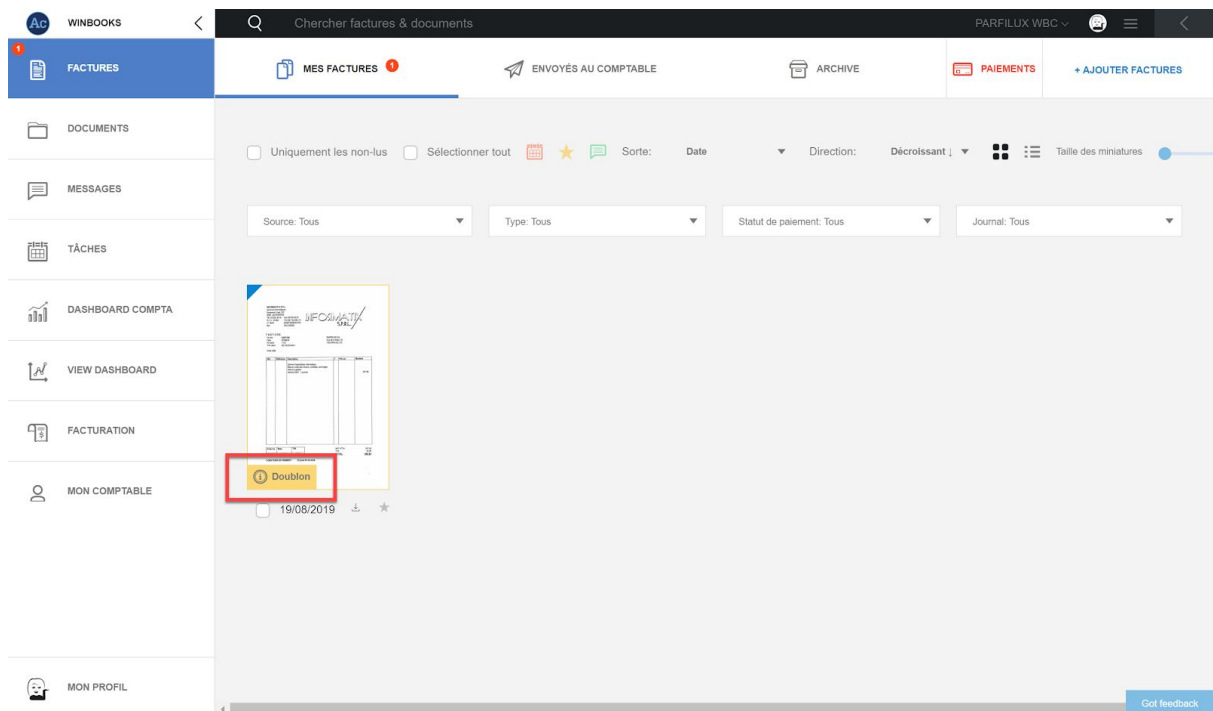 Ac WINBOOKS
Chercher factures & documents
PARFILUX WBC
1
FACTURES
MES FACTURES 1
ENVOYÉS AU COMPTABLE
ARCHIVE
PAIEMENTS
+ AJOUTER FACTURES
DOCUMENTS
MESSAGES
TÂCHES
DASHBOARD COMPTA
VIEW DASHBOARD
FACTURATION
MON COMPTABLE
MON PROFIL
Uniquement les non-lus
Sélectionner tout
Sorte: Date
Direction: Décroissant ↓
Taille des miniatures
Source: Tous
Type: Tous
Statut de paiement: Tous
Journal: Tous
INFORMATIX
S.P.R.L.
Doublon
19/08/2019
Got feedback